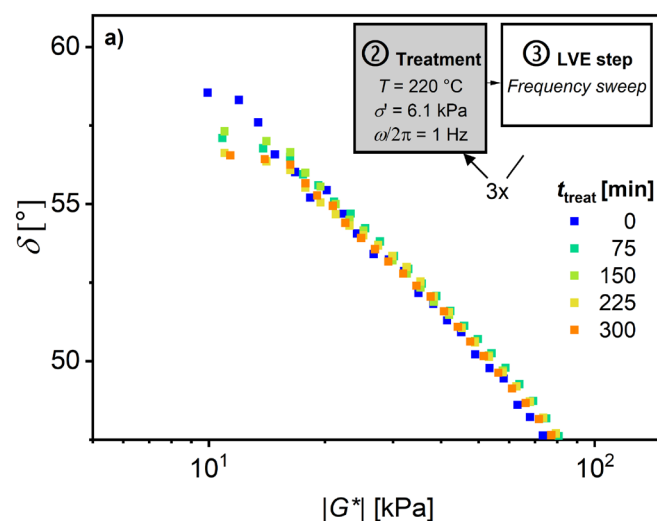 a)
② Treatment
T = 220 °C
σ' = 6.1 kPa
ω/2π = 1 Hz
③ LVE step
Frequency sweep
3x
t_treat [min]
0
75
150
225
300
60
55
50
δ [°]
10¹
10²
|G*| [kPa]